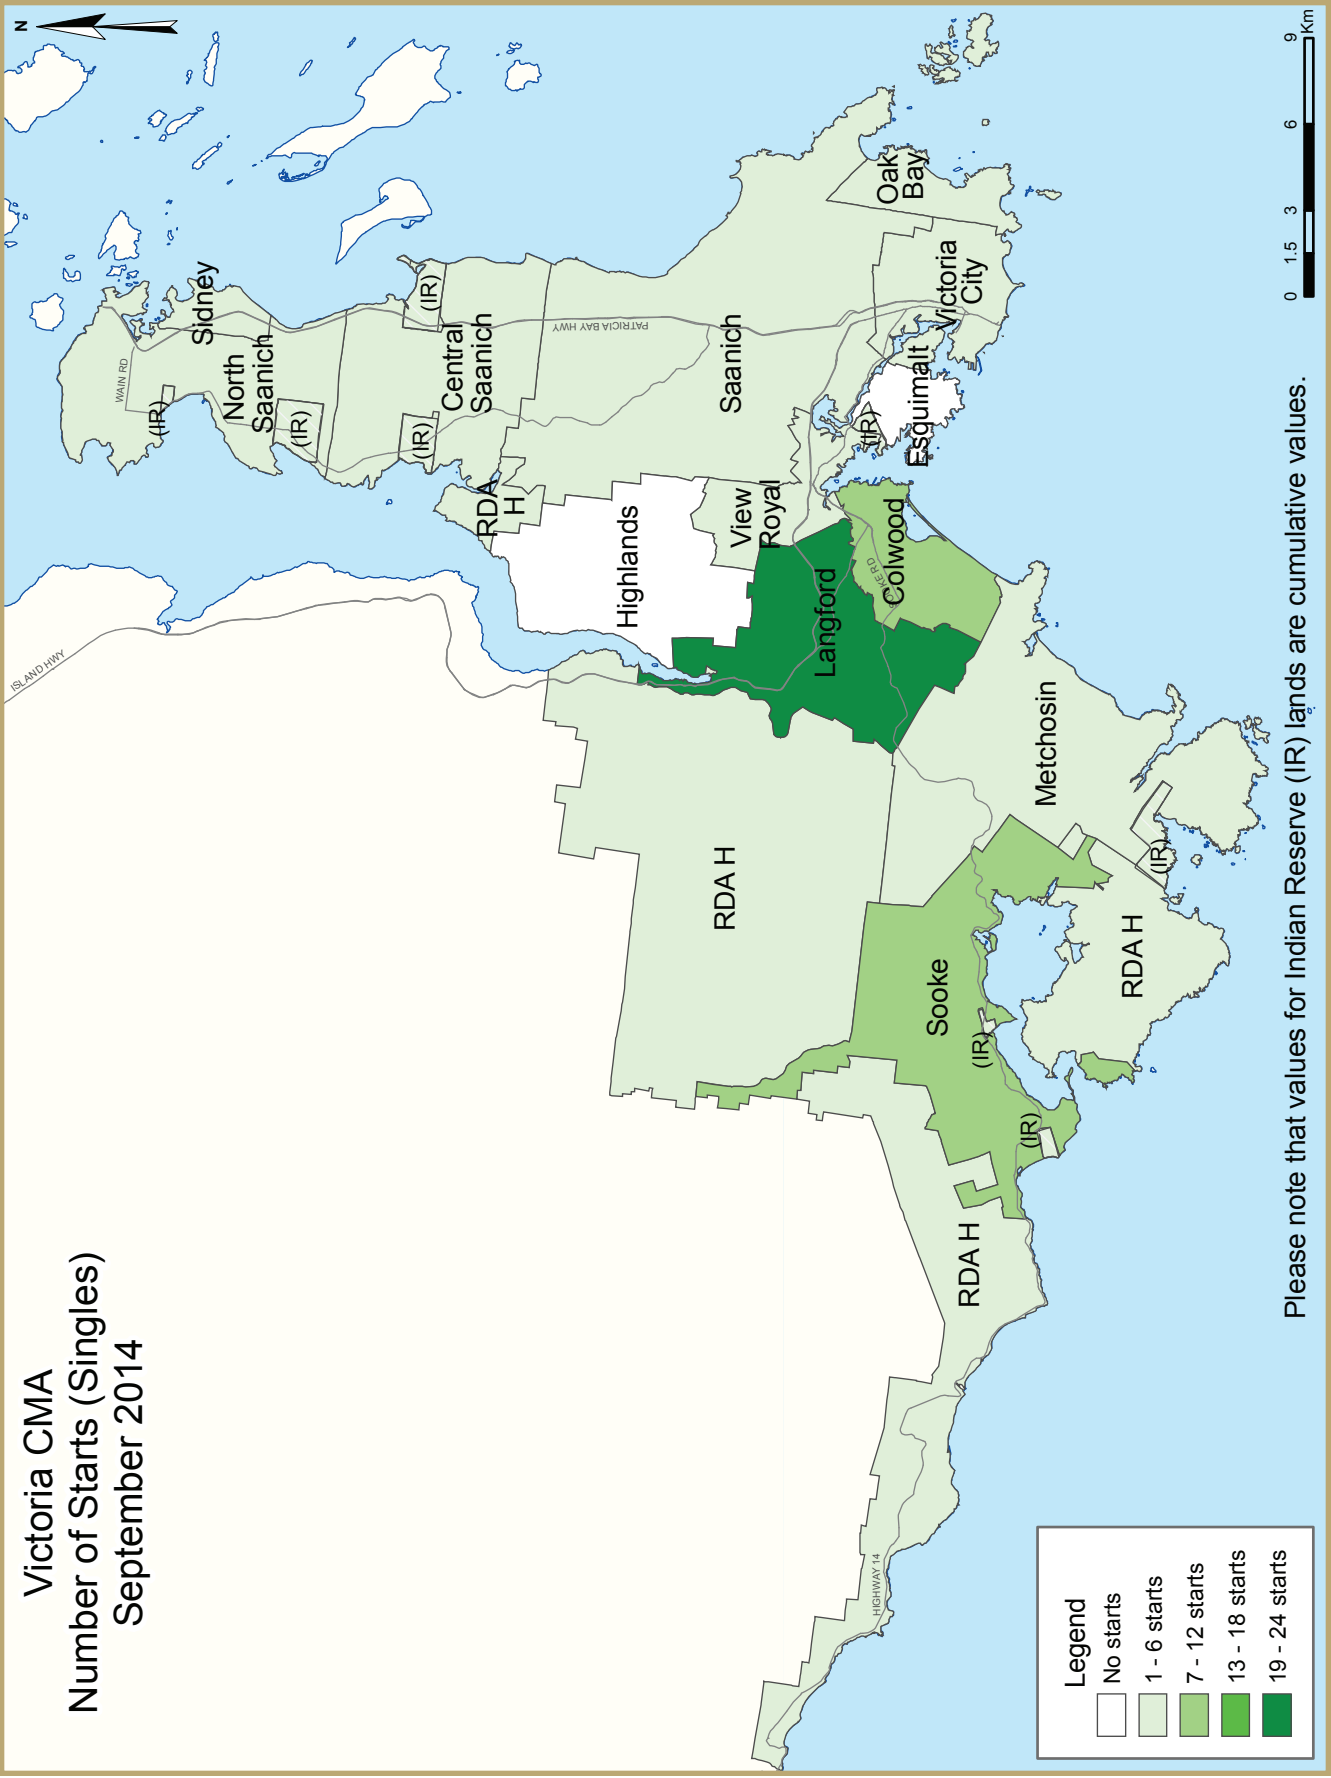 Victoria CMA
Number of Starts (Singles)
September 2014
N
ISLAND HWY
WAIN RD
(IR)
Sidney
North
Saanich
(IR)
(IR)
Central
Saanich
(IR)
PATRICIA BAY HWY
RDA
H
Saanich
Highlands
View
Royal
Oak
Bay
Victoria
City
Esquimalt
(IR)
Langford
Colwood
Metchosin
(IR)
RDA H
RDA H
Sooke
(IR)
(IR)
RDA H
HIGHWAY 14
Legend
No starts
1 - 6 starts
7 - 12 starts
13 - 18 starts
19 - 24 starts
0 1.5 3 6 9
Km
Please note that values for Indian Reserve (IR) lands are cumulative values.